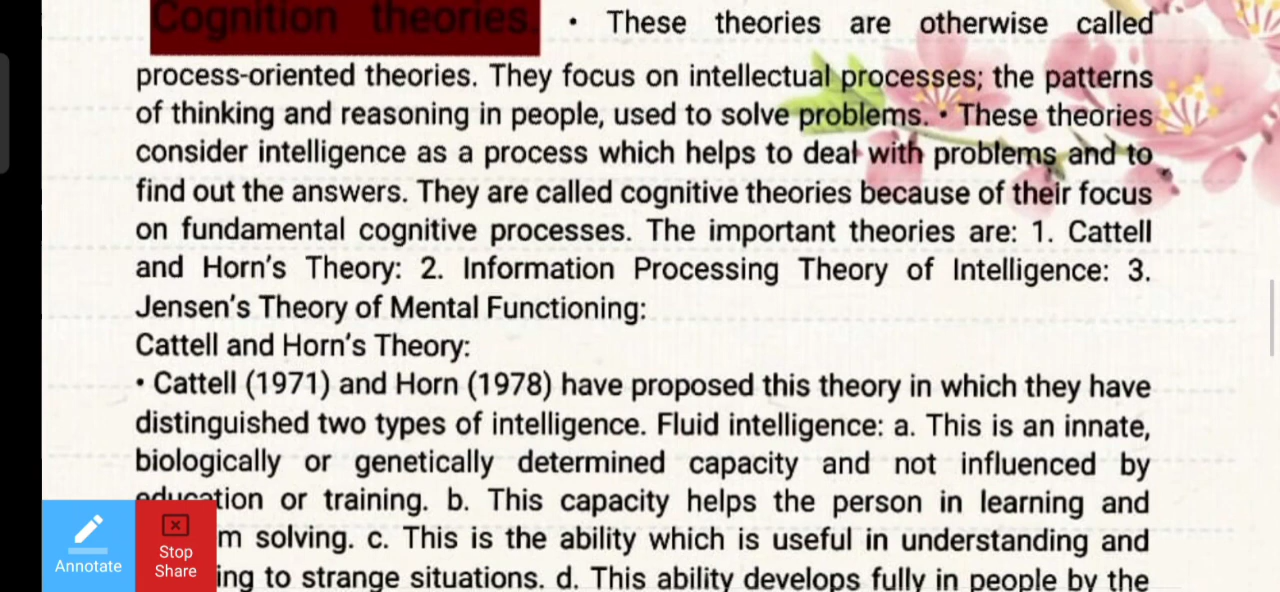 Cognition theories. • These theories are otherwise called
process-oriented theories. They focus on intellectual processes; the patterns
of thinking and reasoning in people, used to solve problems. • These theories
consider intelligence as a process which helps to deal with problems and to
find out the answers. They are called cognitive theories because of their focus
on fundamental cognitive processes. The important theories are: 1. Cattell
and Horn's Theory: 2. Information Processing Theory of Intelligence: 3.
Jensen's Theory of Mental Functioning:
Cattell and Horn's Theory:
• Cattell (1971) and Horn (1978) have proposed this theory in which they have
distinguished two types of intelligence. Fluid intelligence: a. This is an innate,
biologically or genetically determined capacity and not influenced by
education or training. b. This capacity helps the person in learning and
m solving. c. This is the ability which is useful in understanding and
ing to strange situations. d. This ability develops fully in people by the
Annotate
Stop
Share